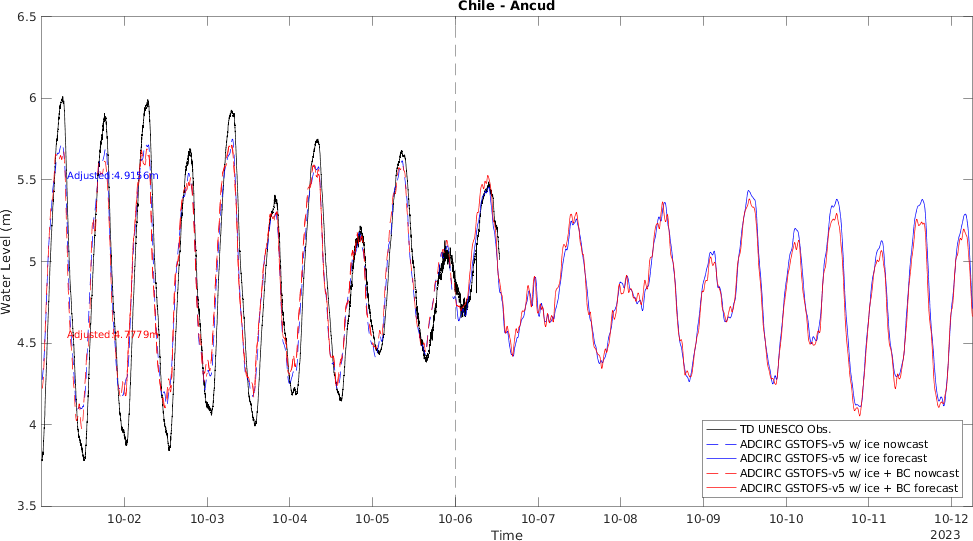 Chile - Ancud
6.5
6
5.5
5
4.5
4
3.5
Water Level (m)
Adjusted:4.9156m
Adjusted:4.7779m
TD UNESCO Obs.
ADCIRC GSTOFS-v5 w/ ice nowcast
ADCIRC GSTOFS-v5 w/ ice forecast
ADCIRC GSTOFS-v5 w/ ice + BC nowcast
ADCIRC GSTOFS-v5 w/ ice + BC forecast
10-02 10-03 10-04 10-05 10-06 10-07 10-08 10-09 10-10 10-11 10-12
Time
2023